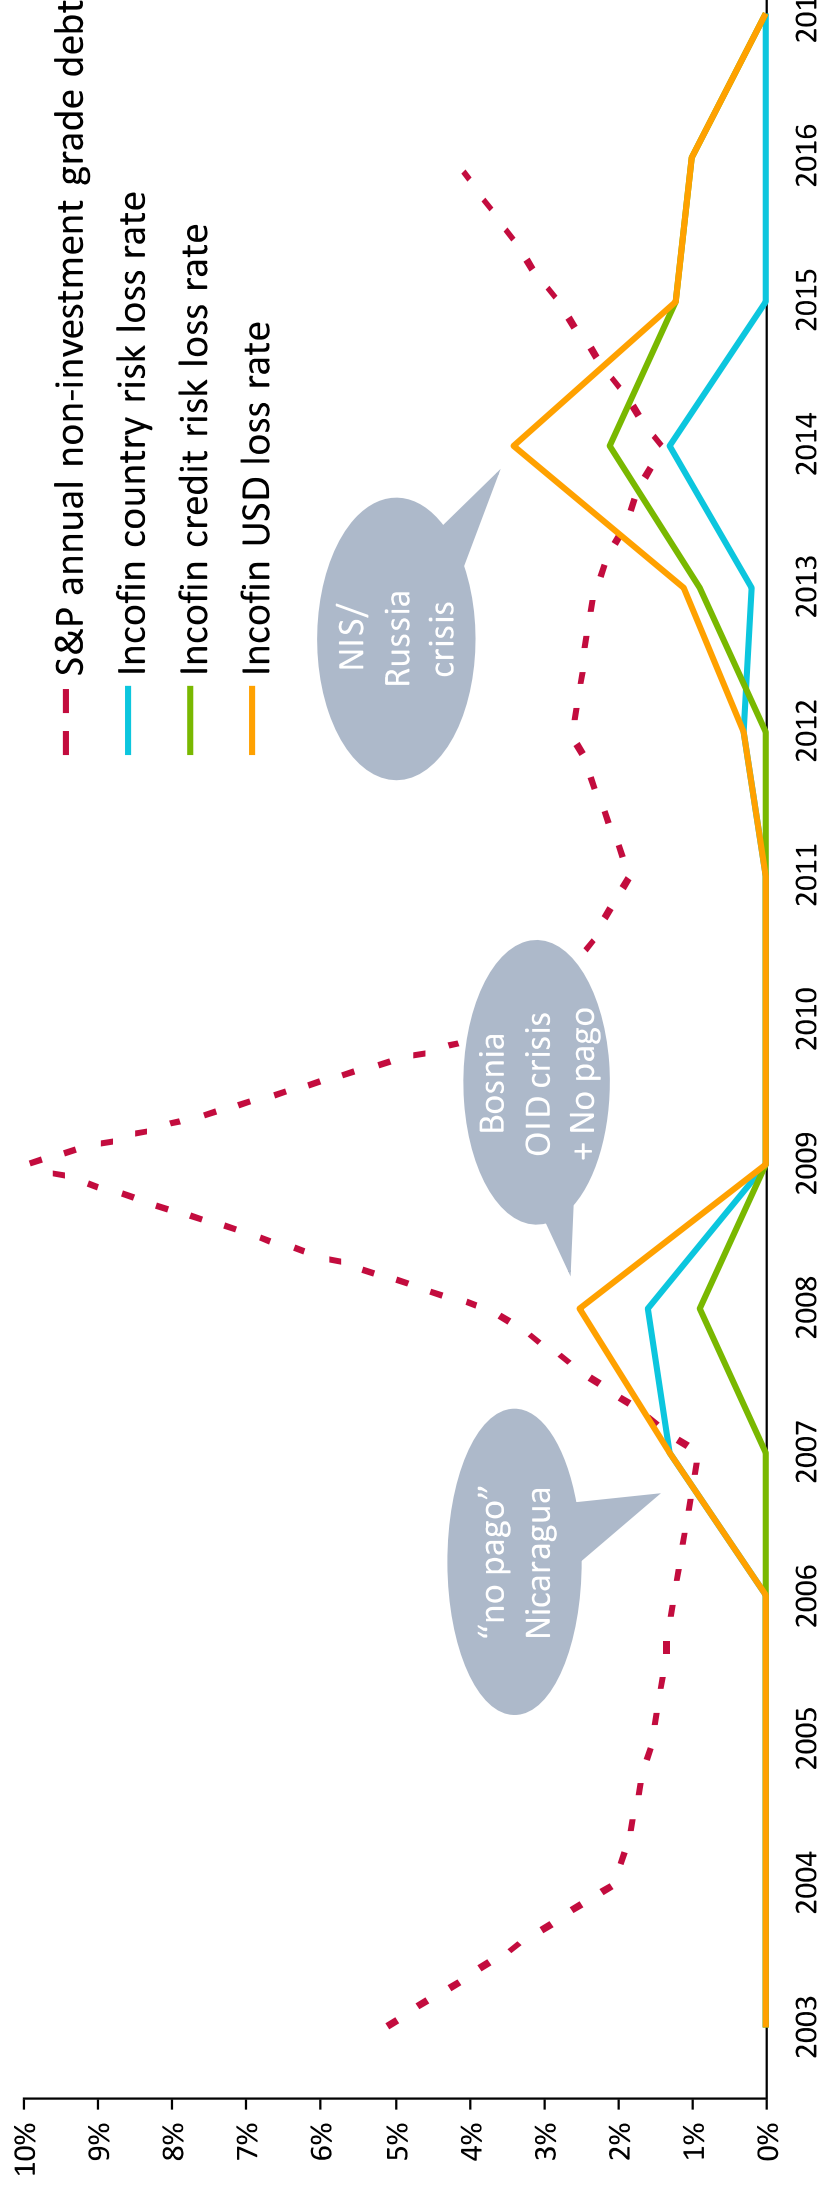 S&P annual non-investment grade debt
Incofin country risk loss rate
Incofin credit risk loss rate
Incofin USD loss rate
NIS/
Russia
crisis
Bosnia
OID crisis
+ No pago
“no pago”
Nicaragua
10%
9%
8%
7%
6%
5%
4%
3%
2%
1%
0%
2003
2004
2005
2006
2007
2008
2009
2010
2011
2012
2013
2014
2015
2016